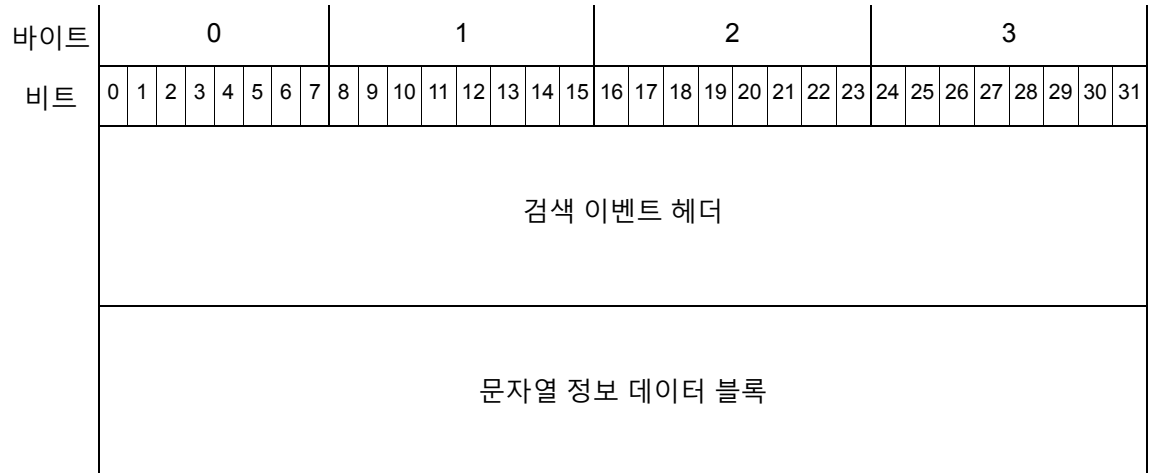 바이트 0 1 2 3
비트 0 1 2 3 4 5 6 7 8 9 10 11 12 13 14 15 16 17 18 19 20 21 22 23 24 25 26 27 28 29 30 31
검색 이벤트 헤더
문자열 정보 데이터 블록